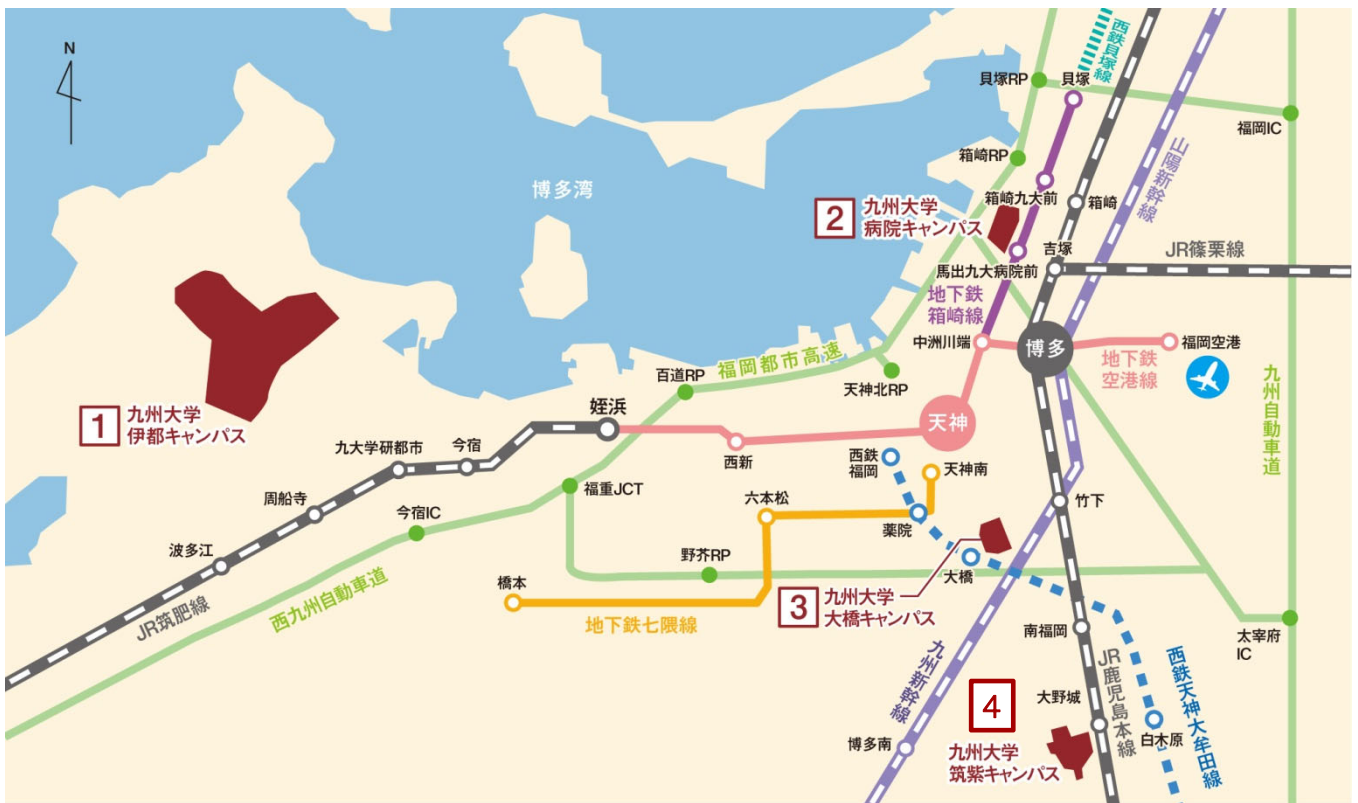 N
西鉄貝塚線
貝塚RP
貝塚
福岡IC
山陽新幹線
箱崎RP
博多湾
箱崎九大前
箱崎
2
九州大学
病院キャンパス
吉塚
JR篠栗線
馬出九大病院前
地下鉄
箱崎線
中洲川端
博多
福岡空港
地下鉄
空港線
福岡都市高速
百道RP
天神北RP
九州自動車道
1
九州大学
伊都キャンパス
姪浜
天神
九大学研都市
今宿
西新
西鉄
福岡
天神南
周船寺
福重JCT
六本松
竹下
今宿IC
薬院
波多江
野芥RP
大橋
橋本
3
九州大学
大橋キャンパス
JR筑肥線
西九州自動車道
地下鉄七隈線
南福岡
太宰府
IC
九州新幹線
JR鹿児島本線
西鉄天神大牟田線
4
大野城
博多南
白木原
九州大学
筑紫キャンパス